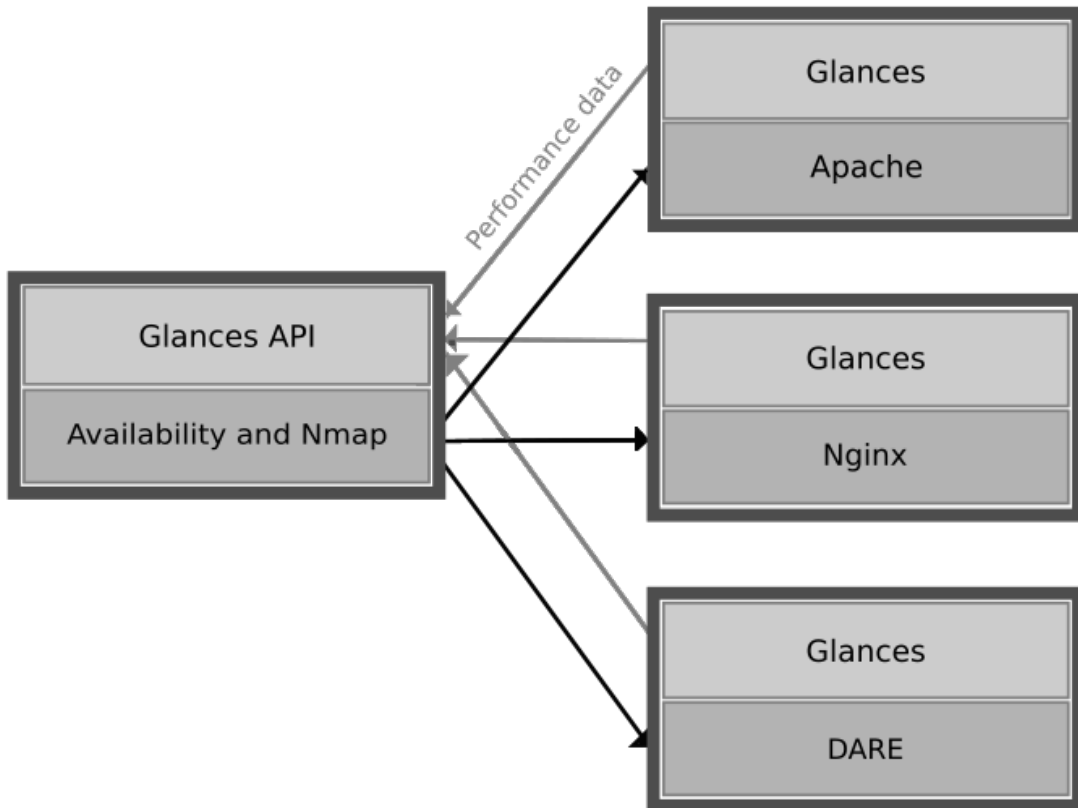 Glances
Apache
Performance data
Glances API
Availability and Nmap
Glances
Nginx
Glances
DARE